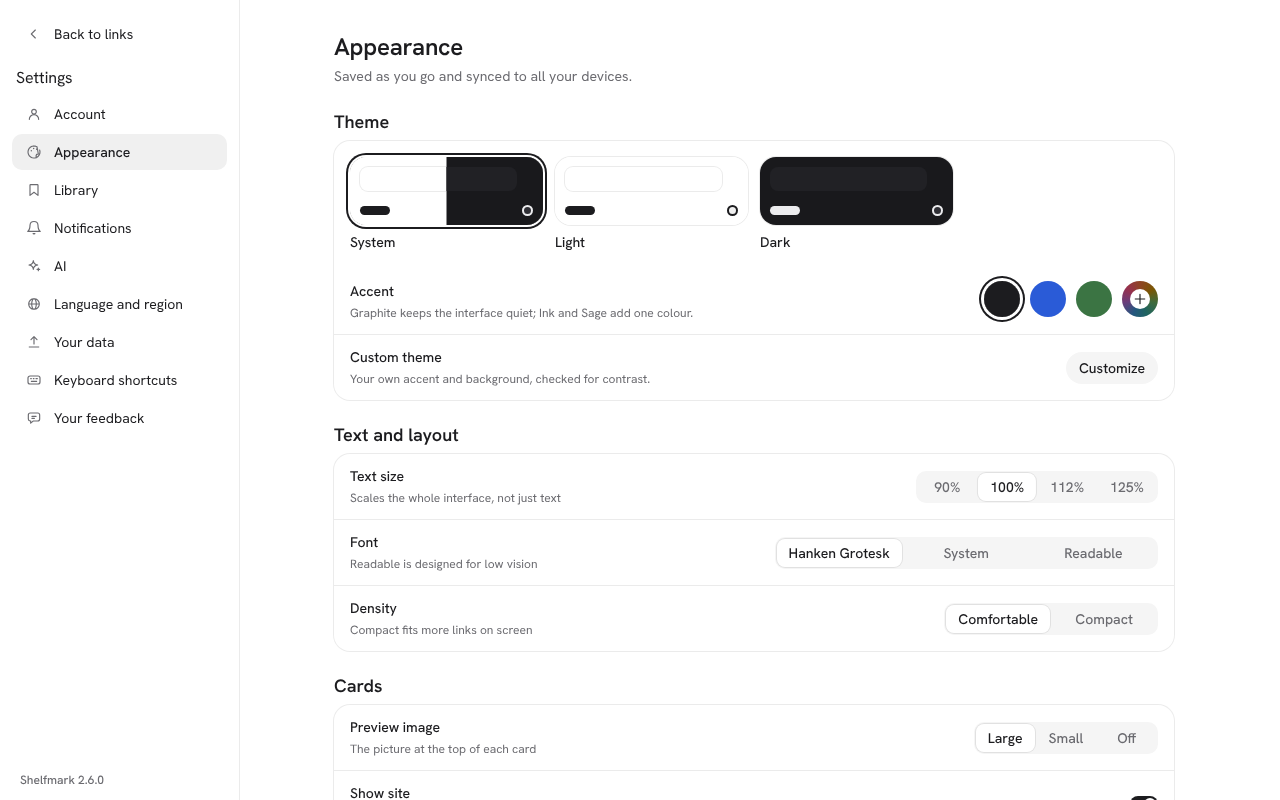 Back to links
Settings
Account
Appearance
Library
Notifications
AI
Language and region
Your data
Keyboard shortcuts
Your feedback
Shelfmark 2.6.0
Appearance
Saved as you go and synced to all your devices.
Theme
System
Light
Dark
Accent
Graphite keeps the interface quiet; Ink and Sage add one colour.
Custom theme
Your own accent and background, checked for contrast.
Customize
Text and layout
Text size
Scales the whole interface, not just text
90% 100% 112% 125%
Font
Readable is designed for low vision
Hanken Grotesk System Readable
Density
Compact fits more links on screen
Comfortable Compact
Cards
Preview image
The picture at the top of each card
Large Small Off
Show site